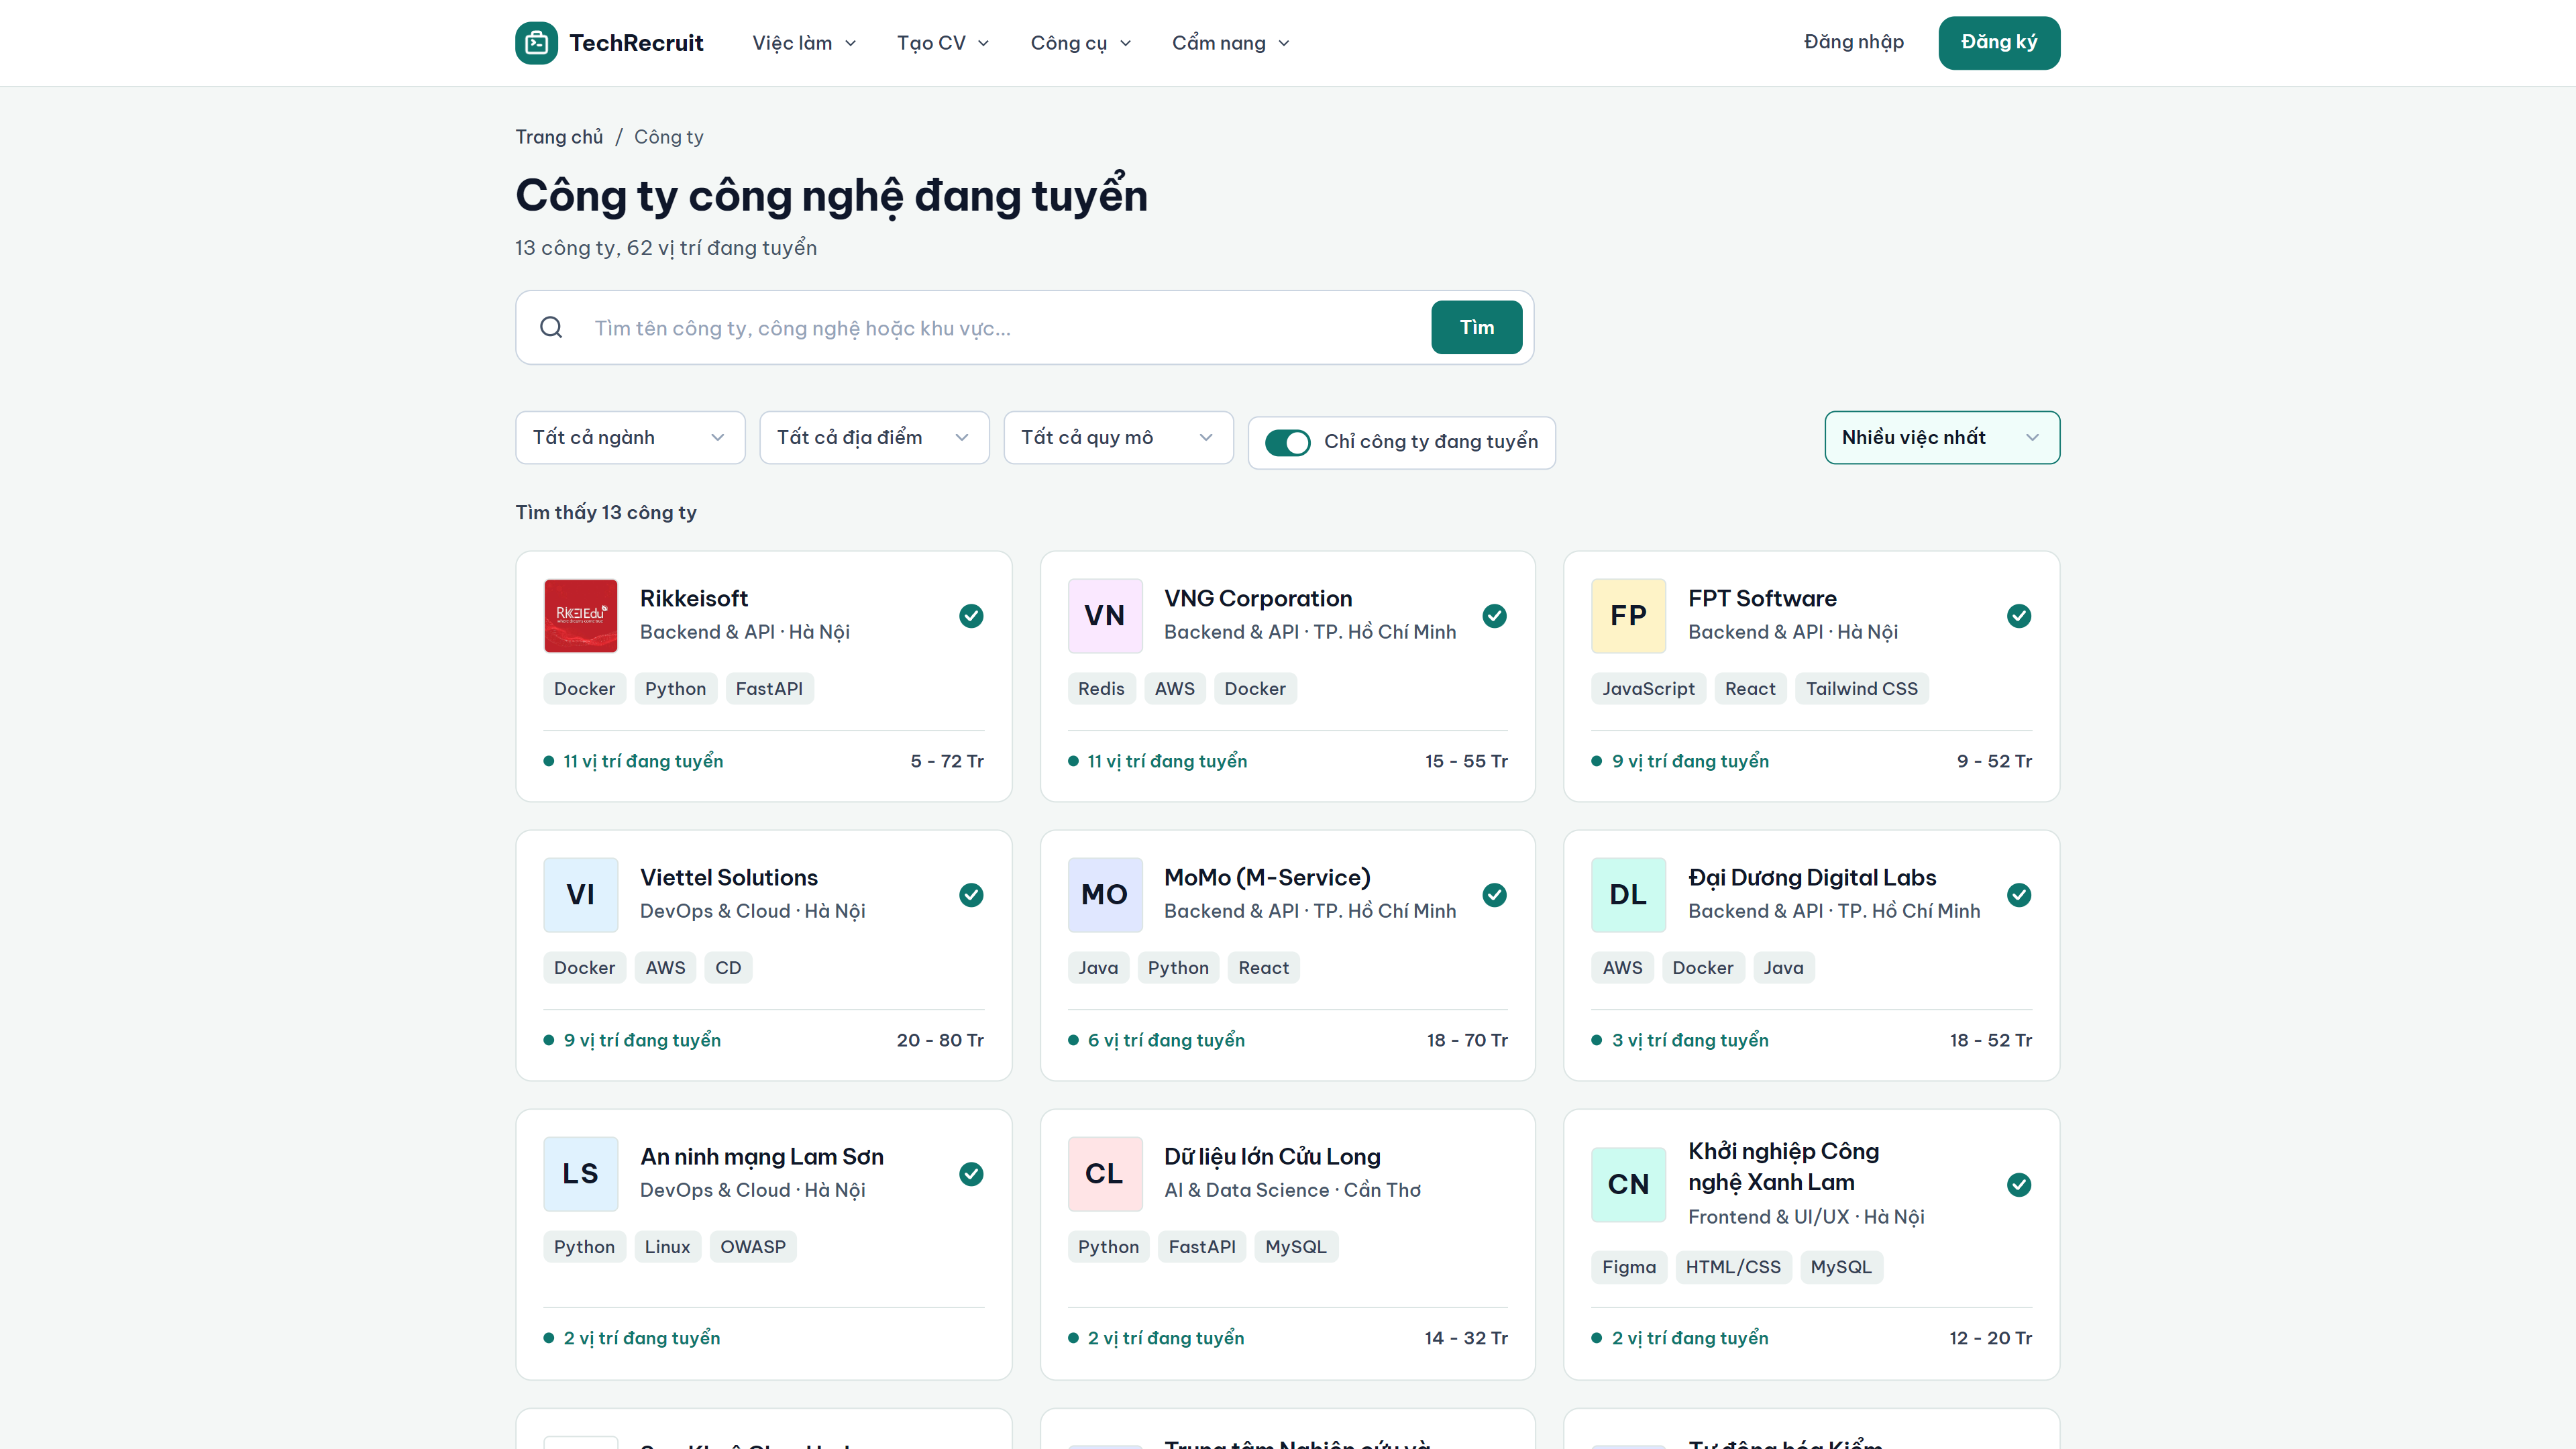 TechRecruit
Việc làm
Tạo CV
Công cụ
Cẩm nang
Đăng nhập
Đăng ký
Trang chủ / Công ty
Công ty công nghệ đang tuyển
13 công ty, 62 vị trí đang tuyển
Tìm tên công ty, công nghệ hoặc khu vực...
Tìm
Tất cả ngành
Tất cả địa điểm
Tất cả quy mô
Chỉ công ty đang tuyển
Nhiều việc nhất
Tìm thấy 13 công ty
Rikkeisoft
Backend & API · Hà Nội
Docker
Python
FastAPI
11 vị trí đang tuyển
5 - 72 Tr
VN
VNG Corporation
Backend & API · TP. Hồ Chí Minh
Redis
AWS
Docker
11 vị trí đang tuyển
15 - 55 Tr
FP
FPT Software
Backend & API · Hà Nội
JavaScript
React
Tailwind CSS
9 vị trí đang tuyển
9 - 52 Tr
VI
Viettel Solutions
DevOps & Cloud · Hà Nội
Docker
AWS
CD
9 vị trí đang tuyển
20 - 80 Tr
MO
MoMo (M-Service)
Backend & API · TP. Hồ Chí Minh
Java
Python
React
6 vị trí đang tuyển
18 - 70 Tr
DL
Đại Dương Digital Labs
Backend & API · TP. Hồ Chí Minh
AWS
Docker
Java
3 vị trí đang tuyển
18 - 52 Tr
LS
An ninh mạng Lam Sơn
DevOps & Cloud · Hà Nội
Python
Linux
OWASP
2 vị trí đang tuyển
CL
Dữ liệu lớn Cửu Long
AI & Data Science · Cần Thơ
Python
FastAPI
MySQL
2 vị trí đang tuyển
14 - 32 Tr
CN
Khởi nghiệp Công
nghệ Xanh Lam
Frontend & UI/UX · Hà Nội
Figma
HTML/CSS
MySQL
2 vị trí đang tuyển
12 - 20 Tr
Trung tâm Nghiên cứu và
Tự động hóa Kiểm